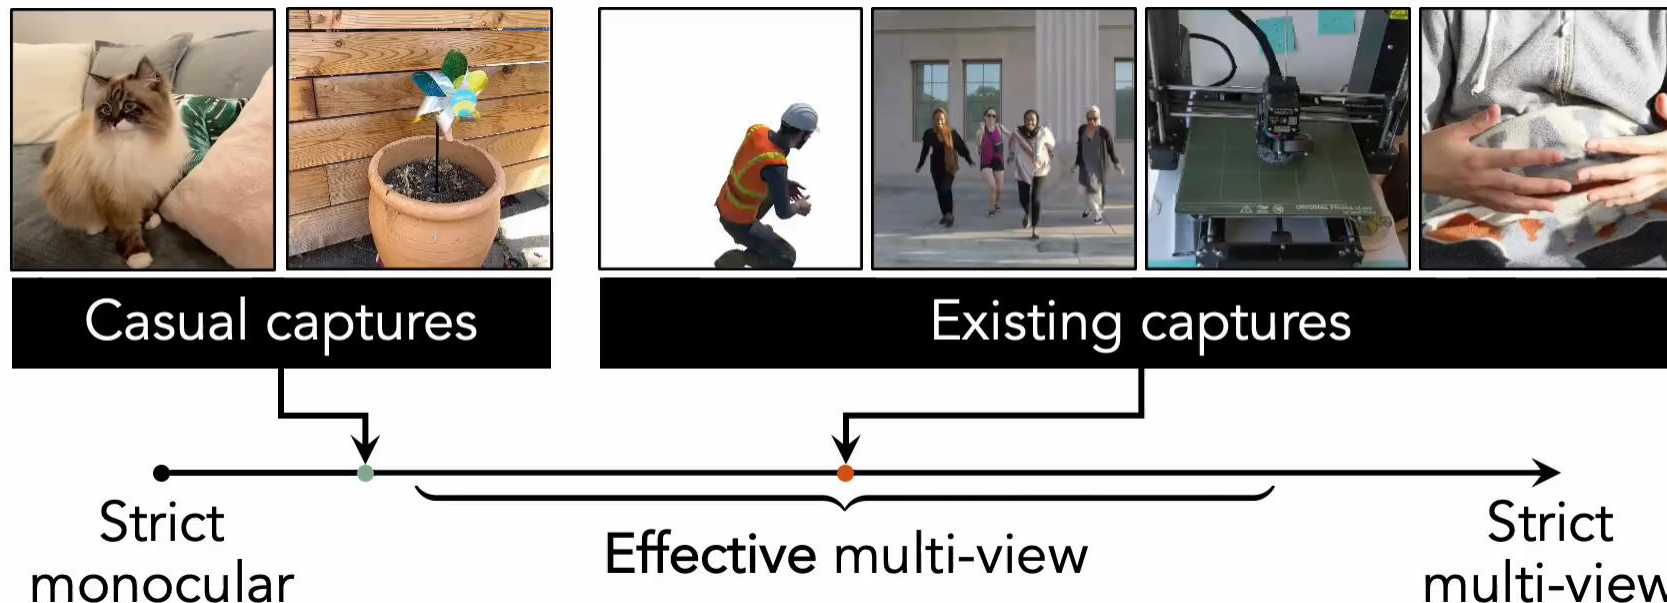 Casual captures
Existing captures
Strict
monocular
Effective multi-view
Strict
multi-view